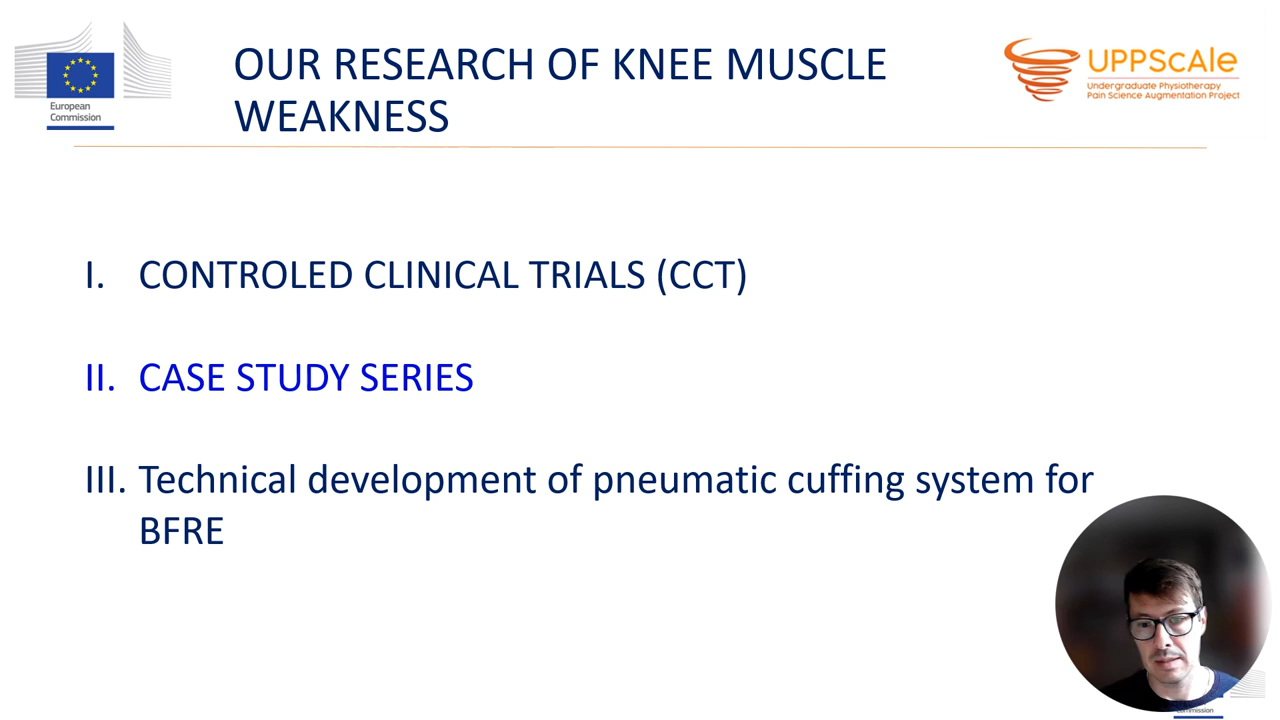 OUR RESEARCH OF KNEE MUSCLE
WEAKNESS
European
Commission
UPPScale
Undergraduate Physiotherapy
Pain Science Augmentation Project
I. CONTROLED CLINICAL TRIALS (CCT)
II. CASE STUDY SERIES
III. Technical development of pneumatic cuffing system for
BFRE
Commission